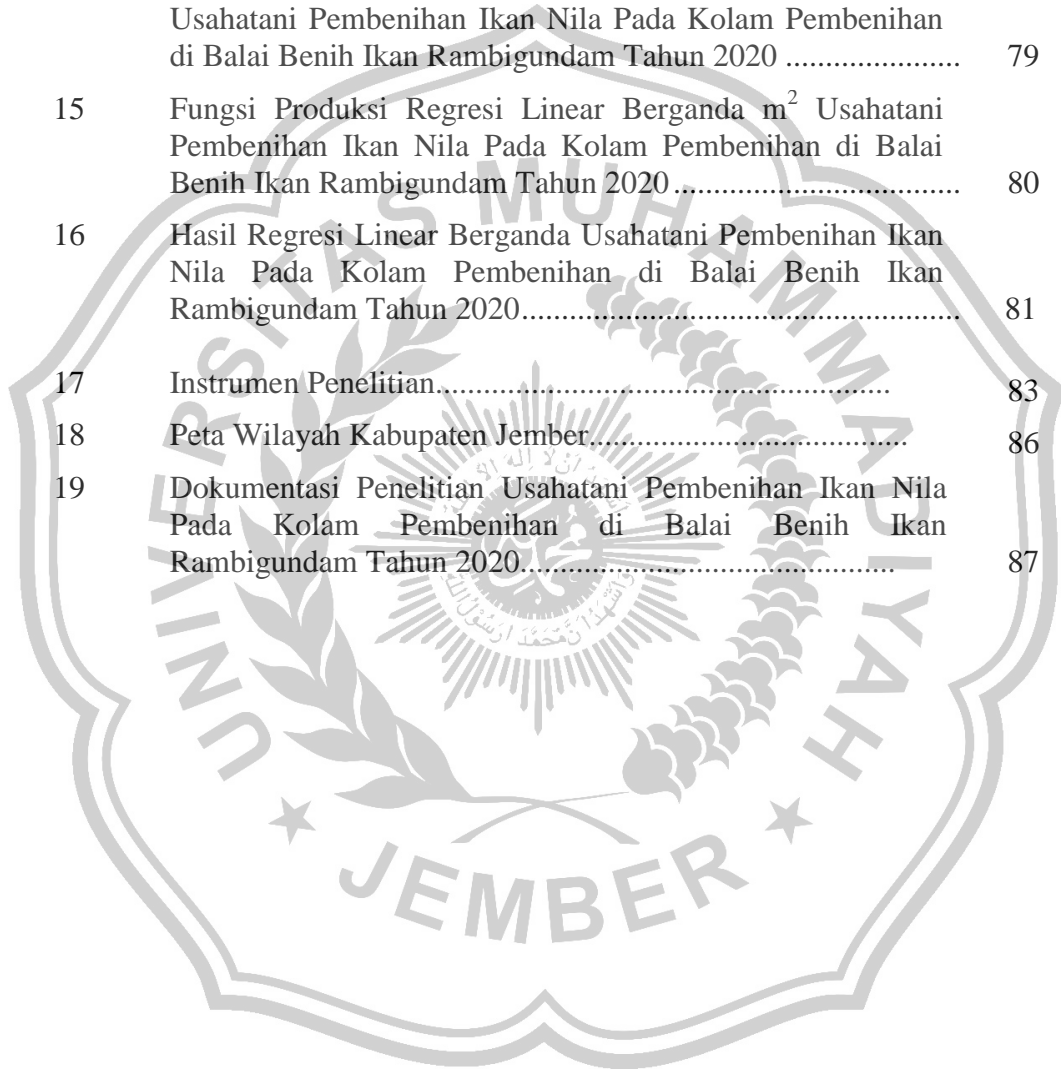 Usahatani Pembenihan Ikan Nila Pada Kolam Pembenihan
di Balai Benih Ikan Rambigundam Tahun 2020 ...................... 79
15 Fungsi Produksi Regresi Linear Berganda m² Usahatani
Pembenihan Ikan Nila Pada Kolam Pembenihan di Balai
Benih Ikan Rambigundam Tahun 2020 ................................... 80
16 Hasil Regresi Linear Berganda Usahatani Pembenihan Ikan
Nila Pada Kolam Pembenihan di Balai Benih Ikan
Rambigundam Tahun 2020....................................................... 81
17 Instrumen Penelitian......................................................... 83
18 Peta Wilayah Kabupaten Jember........................................ 86
19 Dokumentasi Penelitian Usahatani Pembenihan Ikan Nila
Pada Kolam Pembenihan di Balai Benih Ikan
Rambigundam Tahun 2020............................................... 87
UNIVERSITAS MUHAMMADIYAH
JEMBER